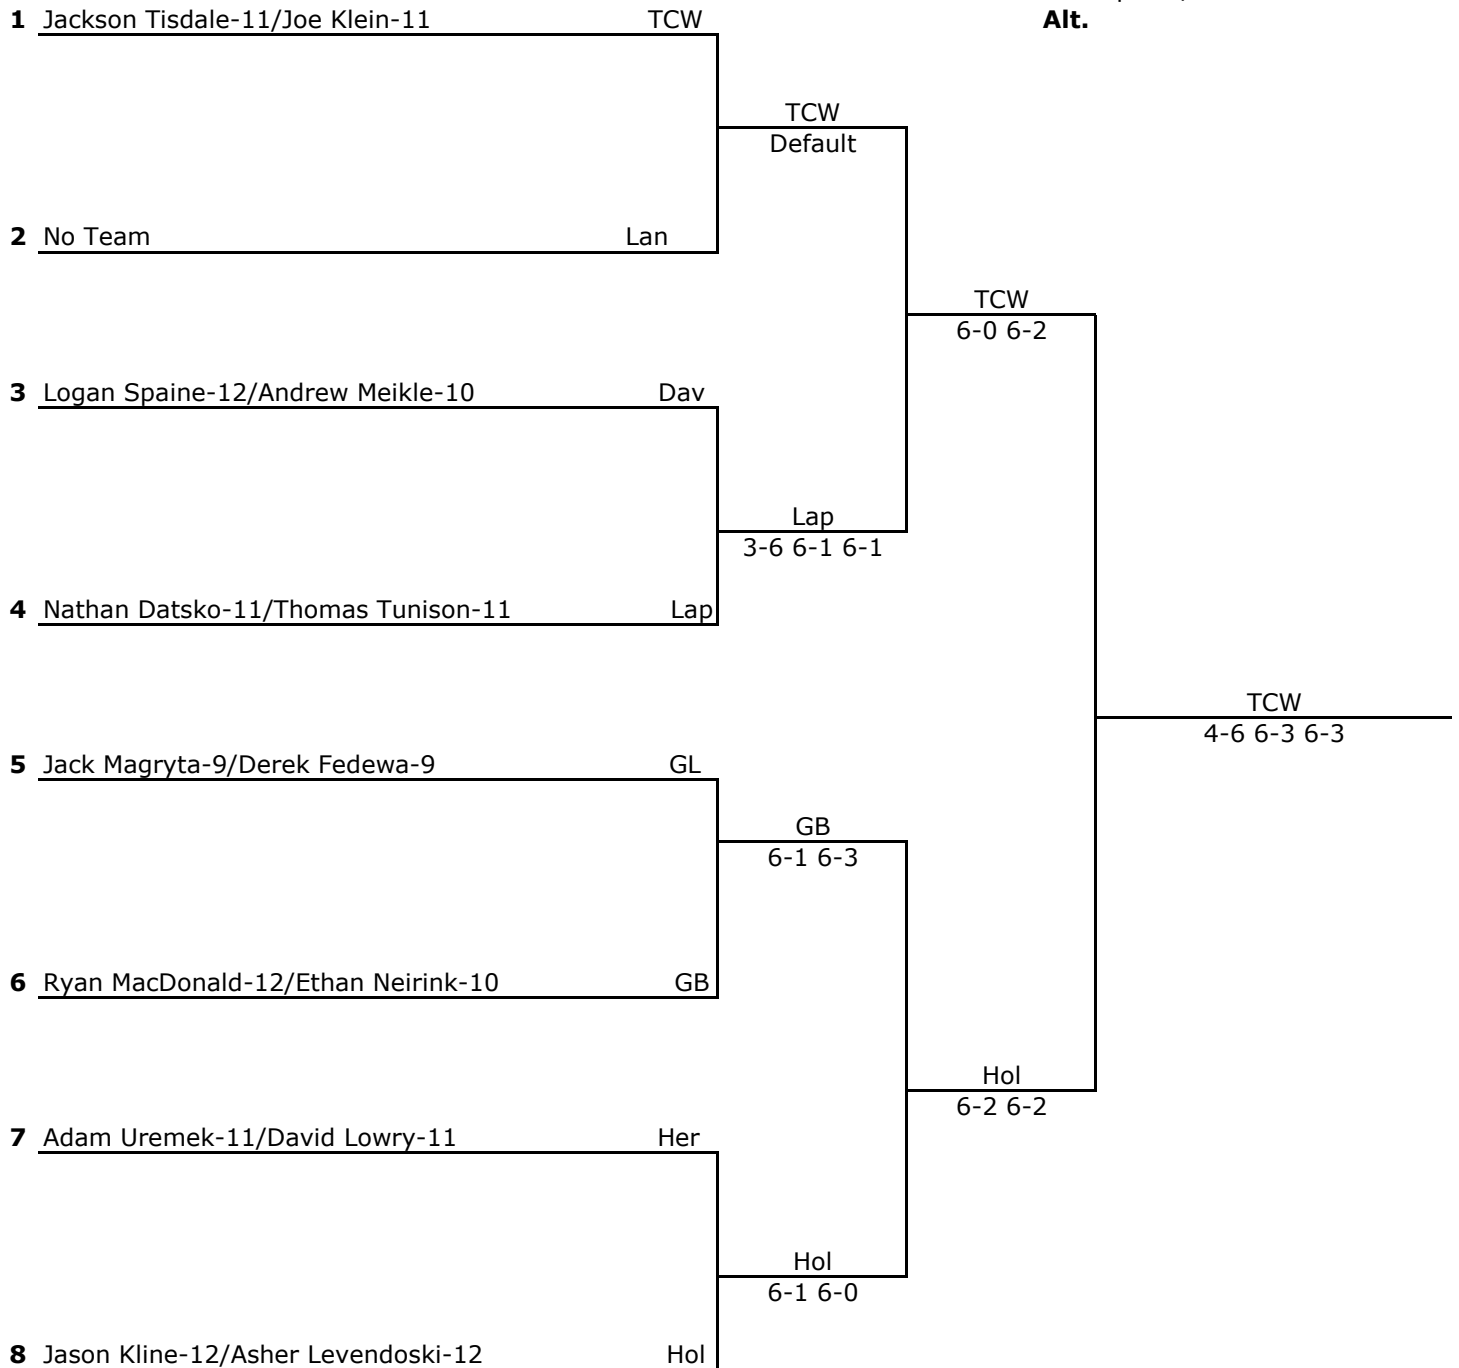 1 Jackson Tisdale-11/Joe Klein-11 TCW
Alt.
TCW
Default
2 No Team Lan
TCW
6-0 6-2
3 Logan Spaine-12/Andrew Meikle-10 Dav
Lap
3-6 6-1 6-1
4 Nathan Datsko-11/Thomas Tunison-11 Lap
TCW
4-6 6-3 6-3
5 Jack Magryta-9/Derek Fedewa-9 GL
GB
6-1 6-3
6 Ryan MacDonald-12/Ethan Neirink-10 GB
Hol
6-2 6-2
7 Adam Uremek-11/David Lowry-11 Her
Hol
6-1 6-0
8 Jason Kline-12/Asher Levendoski-12 Hol